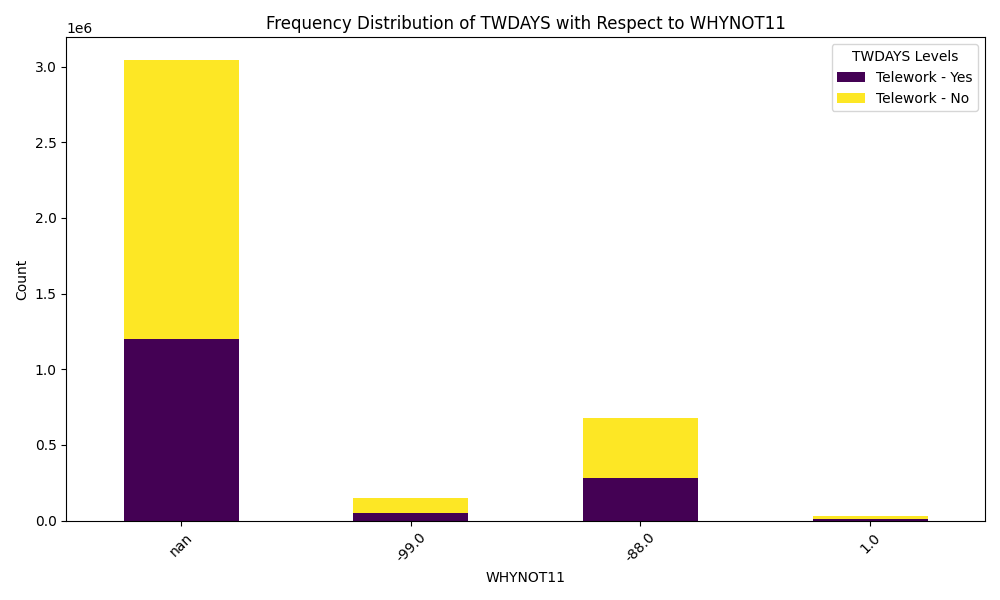 Frequency Distribution of TWDAYS with Respect to WHYNOT11
1e6
TWDAYS Levels
Telework - Yes
Telework - No
3.0
2.5
2.0
1.5
1.0
0.5
0.0
Count
nan
-99.0
-88.0
1.0
WHYNOT11